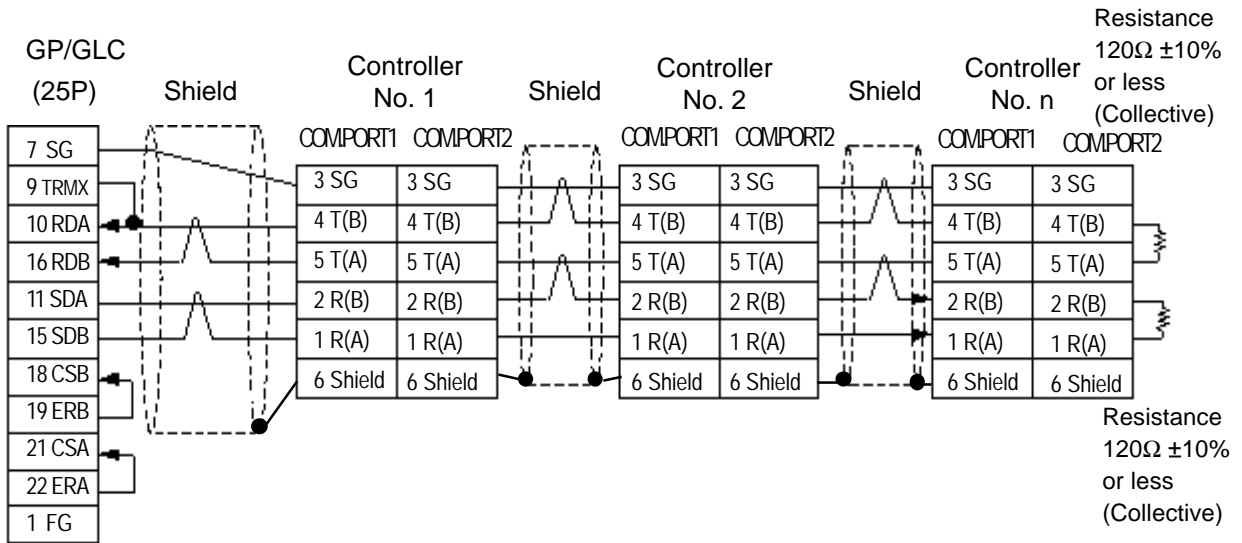 Resistance
120Ω ±10%
or less
(Collective)
GP/GLC
(25P)
Shield
Controller
No. 1
Shield
Controller
No. 2
Shield
Controller
No. n
COMPORT1 COMPORT2
COMPORT1 COMPORT2
COMPORT1 COMPORT2
7 SG
9 TRMX
10 RDA
16 RDB
11 SDA
15 SDB
18 CSB
19 ERB
21 CSA
22 ERA
1 FG
3 SG 3 SG
4 T(B) 4 T(B)
5 T(A) 5 T(A)
2 R(B) 2 R(B)
1 R(A) 1 R(A)
6 Shield 6 Shield
3 SG 3 SG
4 T(B) 4 T(B)
5 T(A) 5 T(A)
2 R(B) 2 R(B)
1 R(A) 1 R(A)
6 Shield 6 Shield
3 SG 3 SG
4 T(B) 4 T(B)
5 T(A) 5 T(A)
2 R(B) 2 R(B)
1 R(A) 1 R(A)
6 Shield 6 Shield
Resistance
120Ω ±10%
or less
(Collective)